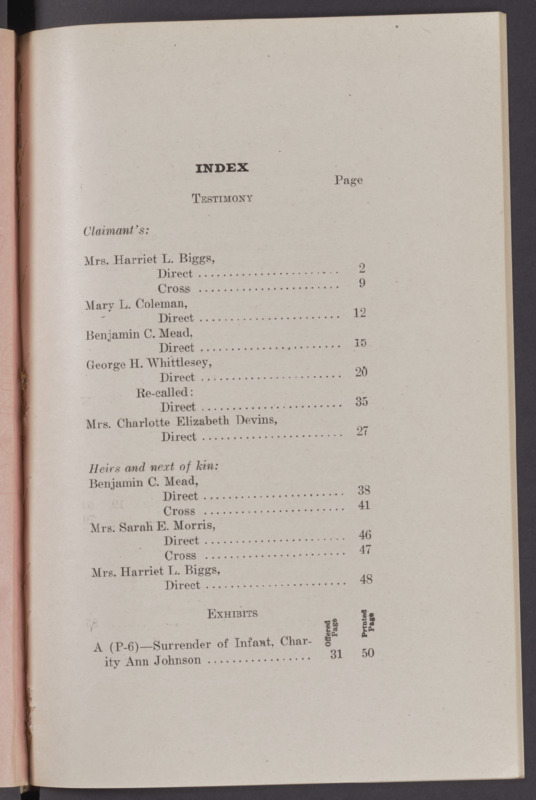 INDEX
Page
TESTIMONY
Claimant's:
Mrs. Harriet L. Biggs,
Direct ....................... 2
Cross ....................... 9
Mary L. Coleman,
Direct ....................... 12
Benjamin C. Mead,
Direct ....................... 15
George H. Whittlesey,
Direct ....................... 20
Re-called:
Direct ....................... 35
Mrs. Charlotte Elizabeth Devins,
Direct ....................... 27
Heirs and next of kin:
Benjamin C. Mead,
Direct ....................... 38
Cross ....................... 41
Mrs. Sarah E. Morris,
Direct ....................... 46
Cross ....................... 47
Mrs. Harriet L. Biggs,
Direct ....................... 48
EXHIBITS
Offered Page
Printed Page
A (P-6)—Surrender of Infant, Char-
ity Ann Johnson ................. 31 50